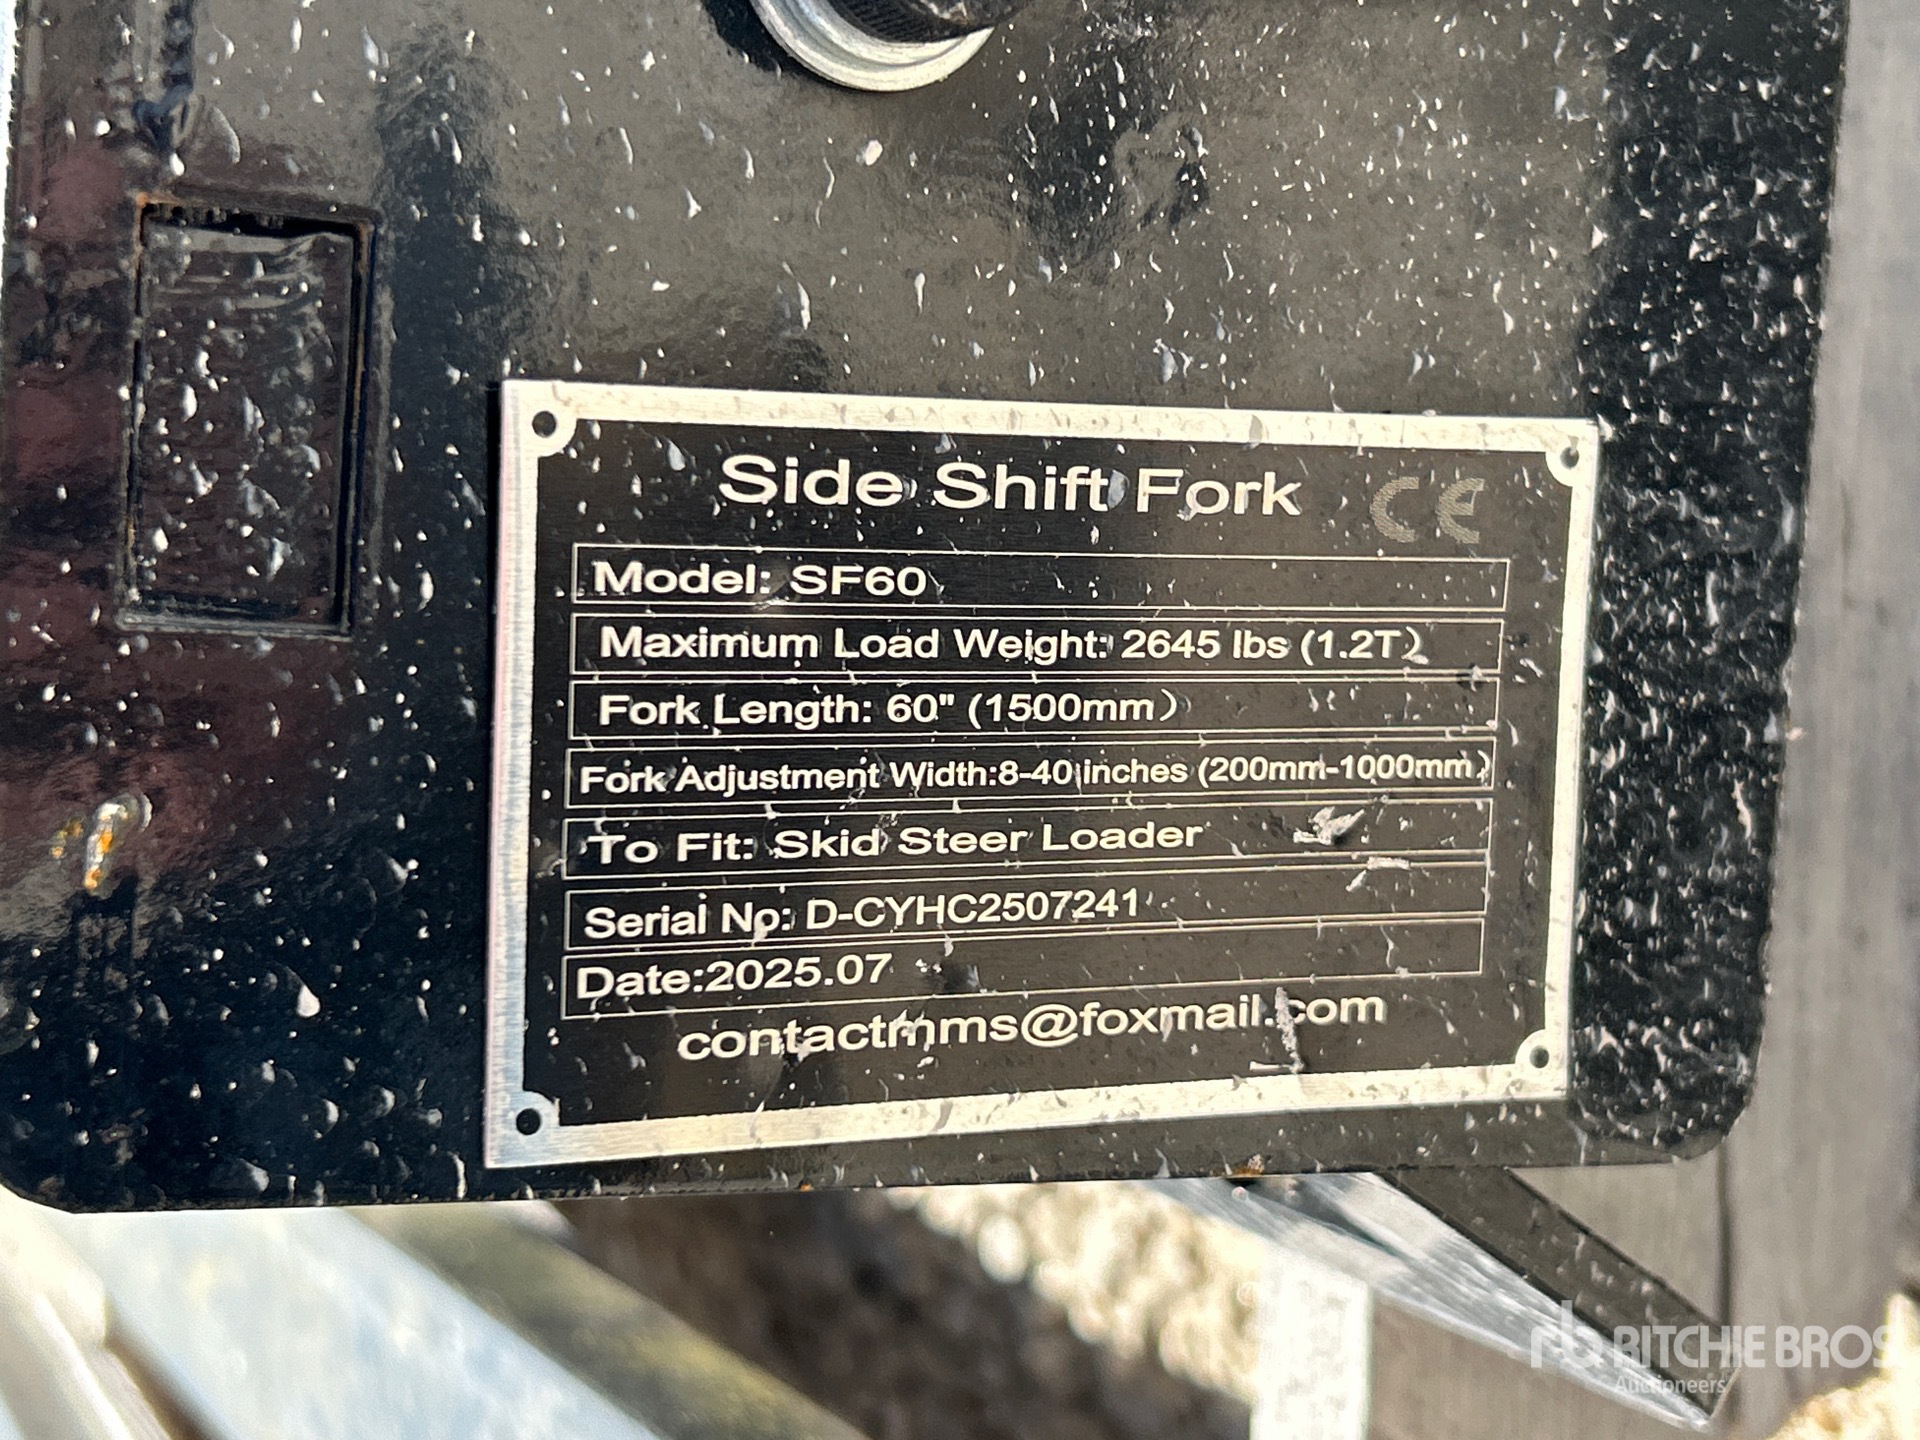 Side Shift Fork CE
Model: SF60
Maximum Load Weight: 2645 lbs (1.2T)
Fork Length: 60" (1500mm)
Fork Adjustment Width:8-40 inches (200mm-1000mm)
To Fit: Skid Steer Loader
Serial No: D-CYHC2507241
Date:2025.07
contactmms@foxmail.com
rb RITCHIE BROS
Auctioneers